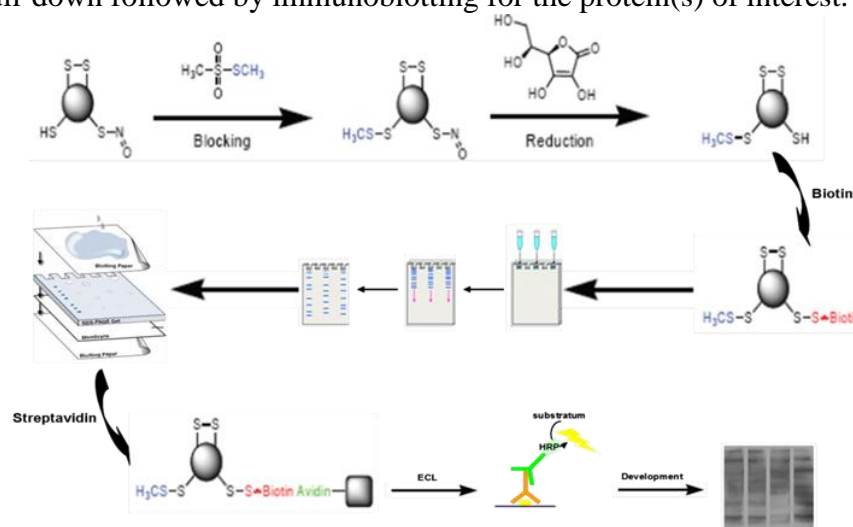 down followed by immunoblotting for the protein(s) of interest.
S-S
HS
S-N
O
O
H₃C-S-SCH₃
O
Blocking
S-S
H₃CS-S
S-N
O
HO
HO
O
O
HO
OH
Reduction
S-S
H₃CS-S
SH
Biotin
S-S
H₃CS-S
S-S-Bioti
Blotting Paper
SDS-PAGE Gel
Membrane
Blotting Paper
Streptavidin
S-S
H₃CS-S
S-S-Biotin Avidin
ECL
substratum
HRP
Development